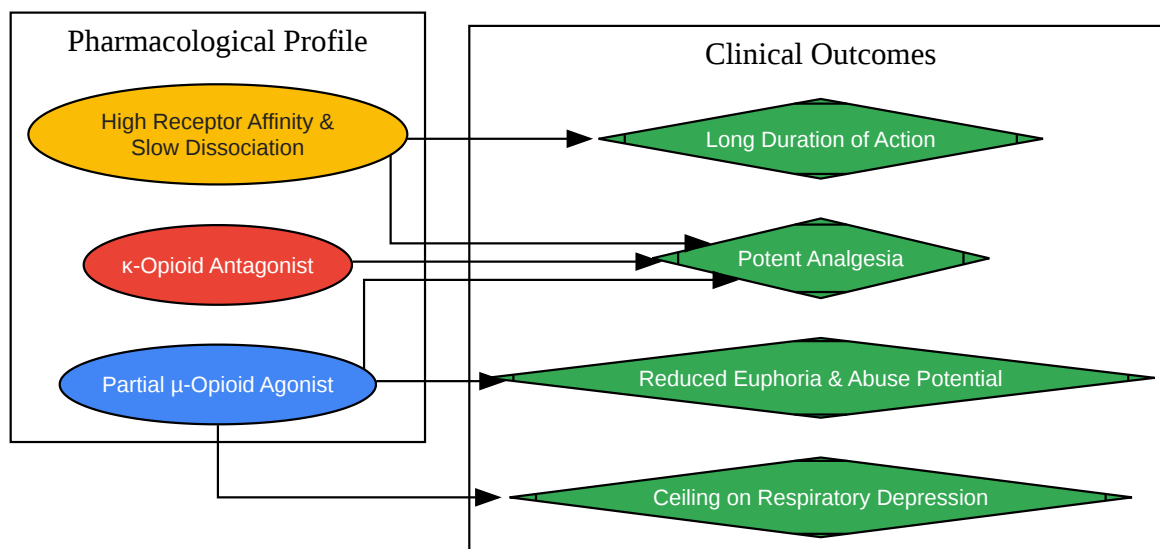 Pharmacological Profile
High Receptor Affinity &
Slow Dissociation
κ-Opioid Antagonist
Partial μ-Opioid Agonist
Clinical Outcomes
Long Duration of Action
Potent Analgesia
Reduced Euphoria & Abuse Potential
Ceiling on Respiratory Depression